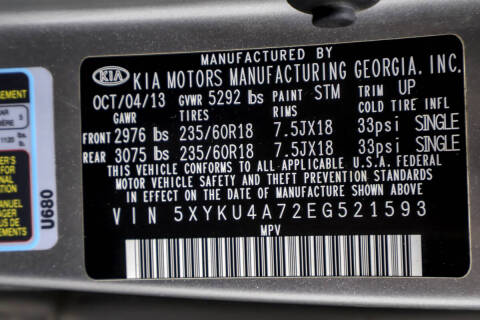 MANUFACTURED BY
KIA KIA MOTORS MANUFACTURING GEORGIA, INC.
OCT/04/13 GVWR 5292 lbs PAINT STM TRIM UP
GAWR TIRES RIMS COLD TIRE INFL
FRONT 2976 lbs 235/60R18 7.5JX18 33psi SINGLE
REAR 3075 lbs 235/60R18 7.5JX18 33psi SINGLE
THIS VEHICLE CONFORMS TO ALL APPLICABLE U.S.A. FEDERAL
MOTOR VEHICLE SAFETY AND THEFT PREVENTION STANDARDS
IN EFFECT ON THE DATE OF MANUFACTURE SHOWN ABOVE
VIN 5XYKU4A72EG521593
MPV
U680